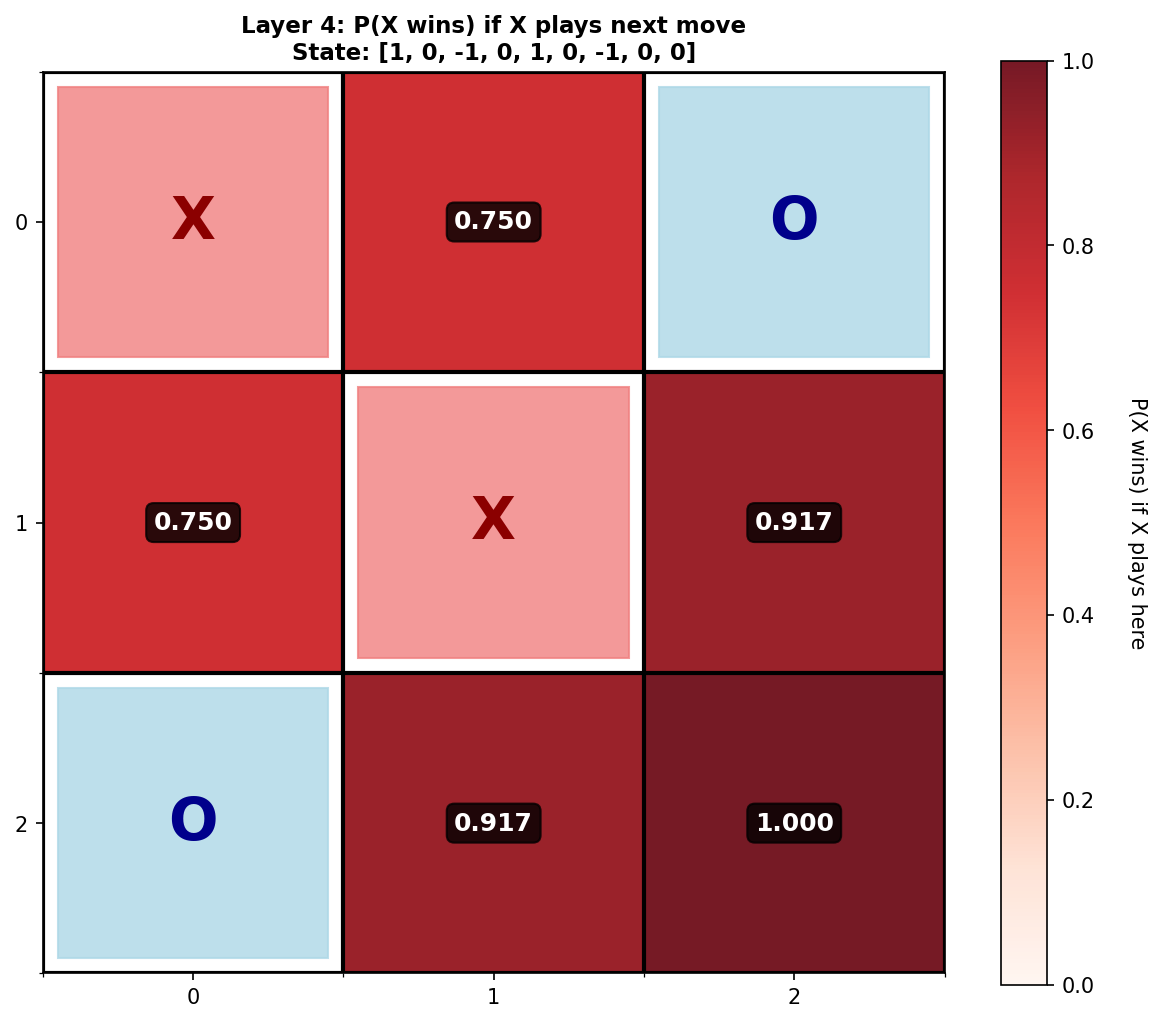 Layer 4: P(X wins) if X plays next move
State: [1, 0, -1, 0, 1, 0, -1, 0, 0]
X
0.750
O
0.750
X
0.917
O
0.917
1.000
0
1
2
0
1
2
1.0
0.8
0.6
0.4
0.2
0.0
P(X wins) if X plays here